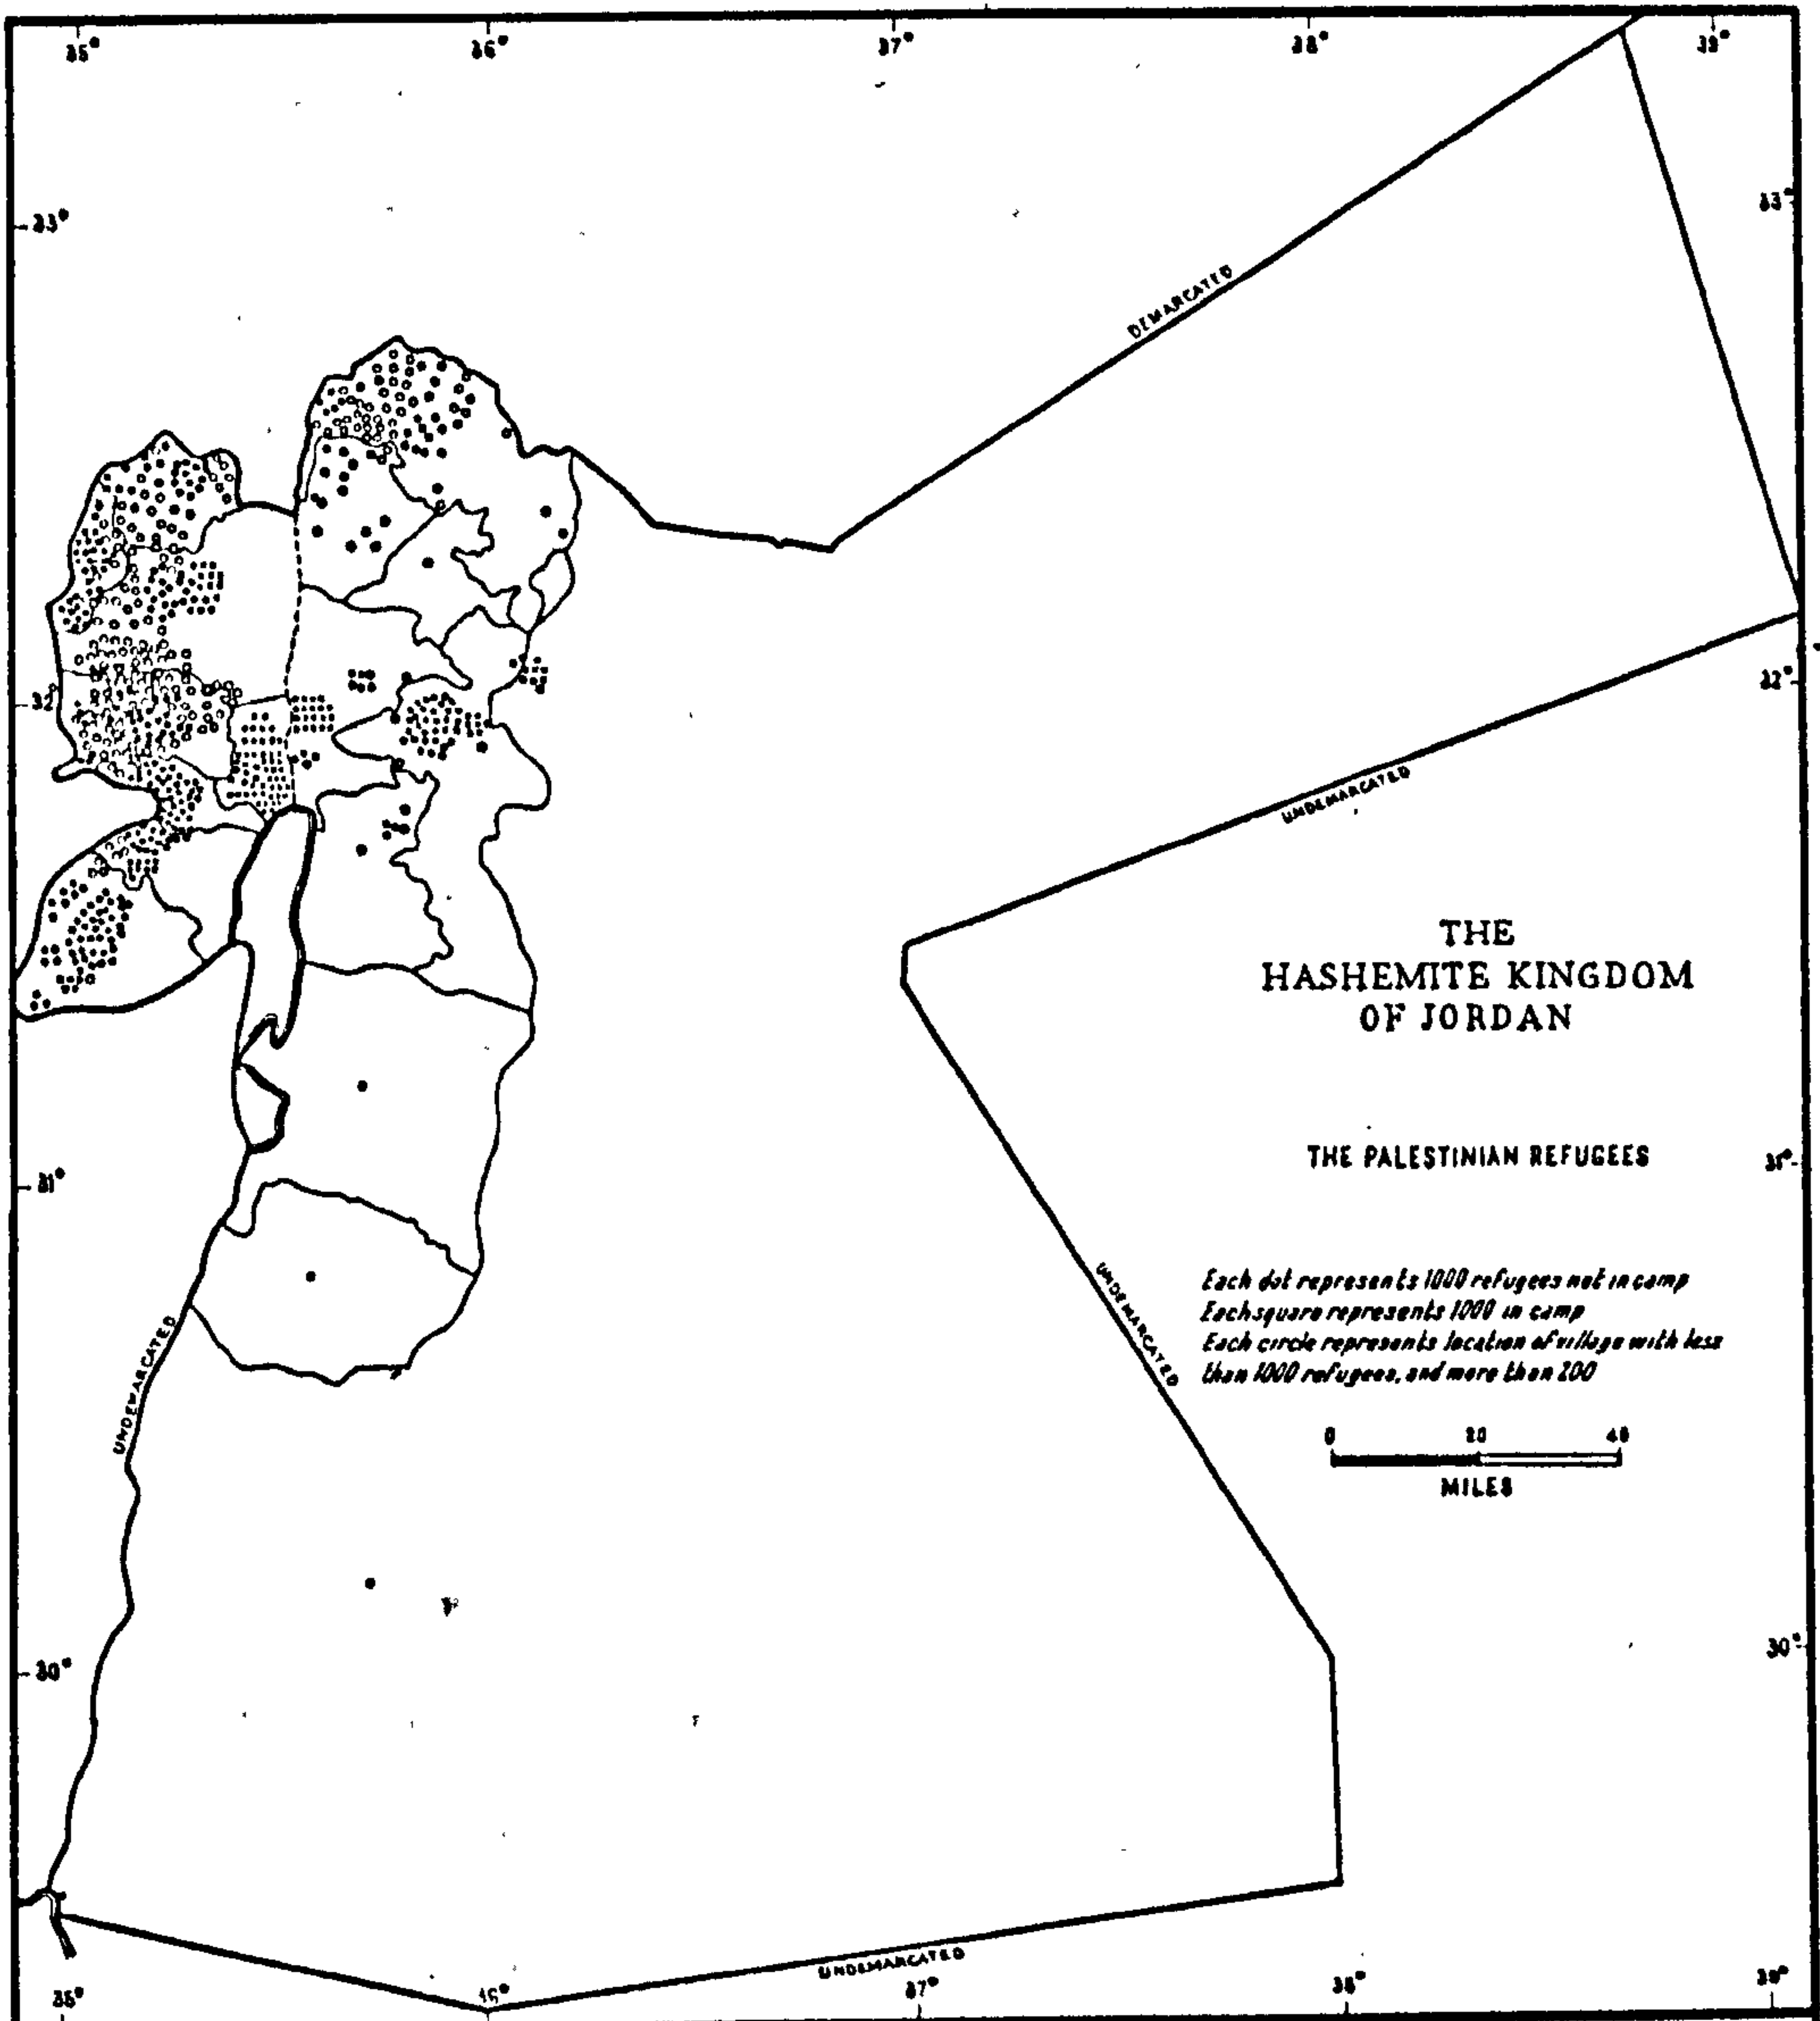 35° 36° 37° 38° 39°
33° 33°
DEMARCATED
32° 32°
UNDEMARCATED
THE
HASHEMITE KINGDOM
OF JORDAN
THE PALESTINIAN REFUGEES
31° 31°
UNDEMARCATED
Each dot represents 1000 refugees not in camp
Each square represents 1000 in camp
Each circle represents location of village with less
than 1000 refugees, and more than 200
UNDEMARCATED
0 20 40
MILES
30° 30°
UNDEMARCATED
35° 37° 38° 39°